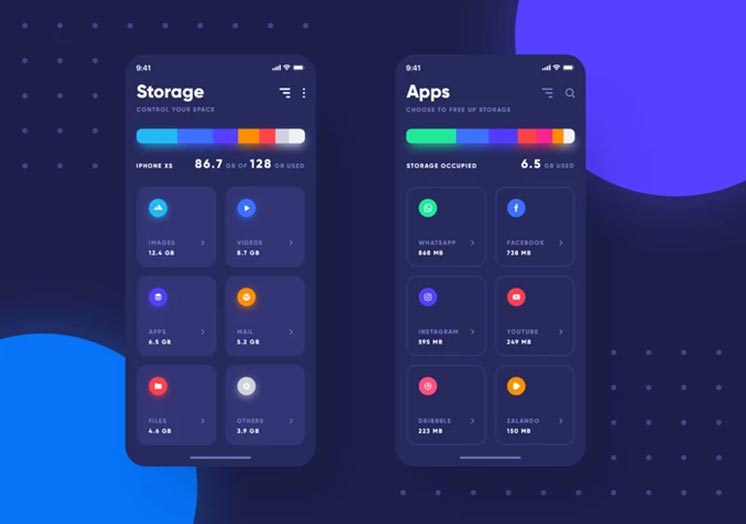 9:41
Storage
CONTROL YOUR SPACE
IPHONE XS 86.7 GB OF 128 GB USED
IMAGES
12.4 GB
VIDEOS
8.7 GB
APPS
6.5 GB
MAIL
5.2 GB
FILES
4.6 GB
OTHERS
3.9 GB
9:41
Apps
CHOOSE TO FREE UP STORAGE
STORAGE OCCUPIED 6.5 GB USED
WHATSAPP
868 MB
FACEBOOK
738 MB
INSTAGRAM
595 MB
YOUTUBE
249 MB
DRIBBBLE
223 MB
ZALANDO
150 MB